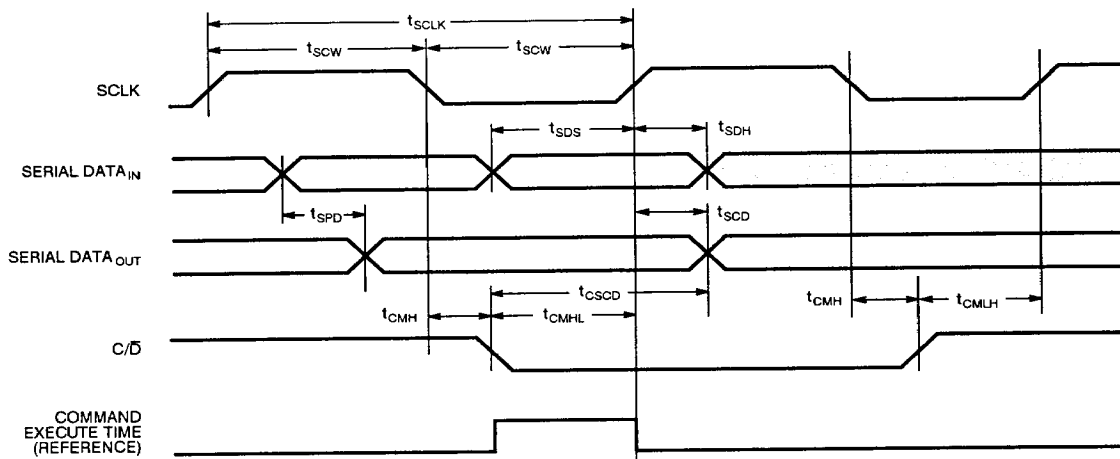 tSCLK
tSCW tSCW
SCLK
tSDS tSDH
SERIAL DATAIN
tSPD tSCD
SERIAL DATAOUT
tCSCD
tCMH tCMHL tCMH tCMLH
C/D̅
COMMAND
EXECUTE TIME
(REFERENCE)